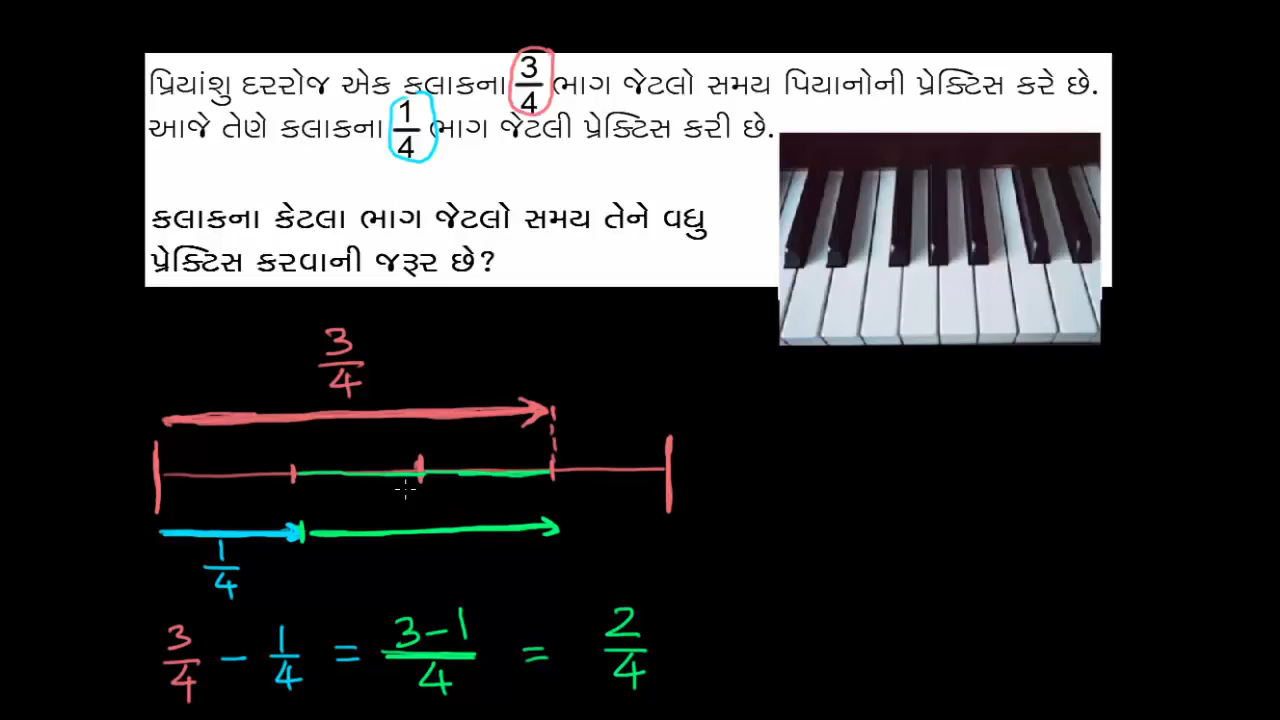 પ્રિયાંશુ દરરોજ એક કલાકના 3/4 ભાગ જેટલો સમય પિયાનોની પ્રેક્ટિસ કરે છે.
આજે તેણે કલાકના 1/4 ભાગ જેટલી પ્રેક્ટિસ કરી છે.
કલાકના કેટલા ભાગ જેટલો સમય તેને વધુ
પ્રેક્ટિસ કરવાની જરૂર છે?
3/4
1/4
3/4 - 1/4 = 3-1/4 = 2/4